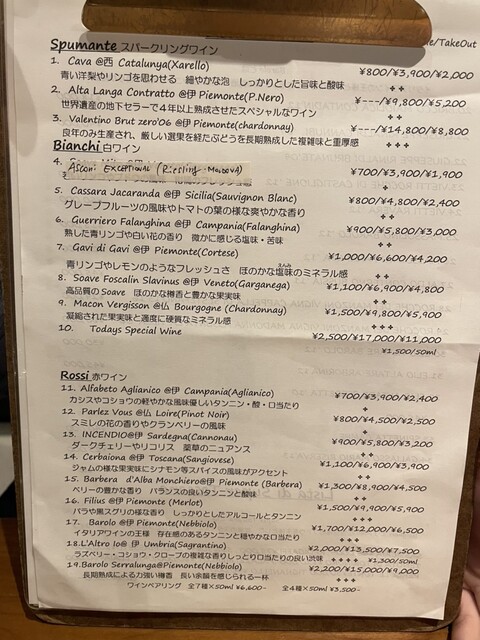 le/TakeOut
Spumante スパークリングワイン
1. Cava @西 Catalunya(Xarello) ¥800/¥3,900/¥2,000
青い洋梨やリンゴを思わせる 細やかな泡 しっかりとした旨味と酸味
2. Alta Langa Contratto @伊 Piemonte(P.Nero) ¥---/¥9,800/5,200
世界遺産の地下セラーで4年以上熟成させたスペシャルなワイン
3. Valentino Brut zero'06 @伊 Piemonte(chardonnay) ¥---/¥14,800/8,800
良年のみ生産され、厳しい選果を経たぶどうを長期熟成した複雑味と重厚感
Bianchi 白ワイン +++
4. Asconi EXCEPTIONAL (Riesling・MOLDOVA) ¥700/¥3,900/¥1,900
5. Cassara Jacaranda @伊 Sicilia(Sauvignon Blanc) ¥800/¥4,800/¥2,400
グレープフルーツの風味やトマトの葉の様な爽やかな香り +
6. Guerriero Falanghina @伊 Campania(Falanghina) ¥900/¥5,800/¥3,000
熟した青リンゴや白い花の香り 微かに感じる塩味・苦味 ++
7. Gavi di Gavi @伊 Piemonte(Cortese) ¥1,000/¥6,600/¥4,200
青リンゴやレモンのようなフレッシュさ ほのかな塩味のミネラル感 ++
8. Soave Foscalin Slavinus @伊 Veneto(Garganega) ¥1,100/¥6,900/¥4,800
高品質のSoave ほのかな樽香と豊かな果実味 ++
9. Macon Vergisson @仏 Bourgogne (Chardonnay) ¥1,500/¥9,800/¥5,900
凝縮された果実味と適度に硬質なミネラル感 +++
10. Todays Special Wine ¥2,500/¥17,000/¥11,000
¥1,500/50ml
Rossi 赤ワイン
11. Alfabeto Aglianico @伊 Campania(Aglianico) ¥700/¥3,900/¥2,400
カシスやコショウの軽やかな風味優しいタンニン・酸・口当たり +
12. Parlez Vous @仏 Loire(Pinot Noir) ¥800/¥4,500/¥2,500
スミレの花の香りやクランベリーの風味 +
13. INCENDIO@伊 Sardegna(Cannonau) ¥900/¥5,800/¥3,200
ダークチェリーやリコリス 薬草のニュアンス ++
14. Cerbaiona @伊 Toscana(Sangiovese) ¥1,100/¥6,900/¥3,900
ジャムの様な果実味にシナモン等スパイスの風味がアクセント ++
15. Barbera d'Alba Monchiero@伊 Piemonte (Barbera) ¥1,300/¥8,900/¥4,500
ベリーの豊かな香り バランスの良いタンニンと酸味 ++
16. Filius @伊 Piemonte (Merlot) ¥1,500/¥9,900/¥5,900
バラや黒スグリの様な香り しっかりとしたアルコールとタンニン +++
17. Barolo @伊 Piemonte(Nebbiolo) ¥1,700/¥12,000/¥6,500
イタリアワインの王様 存在感のあるタンニンと穏やかな口当たり +++
18.L'Altro Io@ 伊 Umbria(Sagrantino) ¥2,000/¥13,500/¥7,500
ラズベリー・コショウ・クローブの複雑な香りしっとり口当たりの良い渋味 ++++ ¥1,300/50ml
19.Barolo Serralunga@Piemonte(Nebbiolo) ¥2,200/¥15,000/¥9,000
長期熟成による力強い樽香 長い余韻を感じられる一杯 ++++
ワインペアリング 全7種×50ml ¥6,600~ 全4種×50ml ¥3,500~